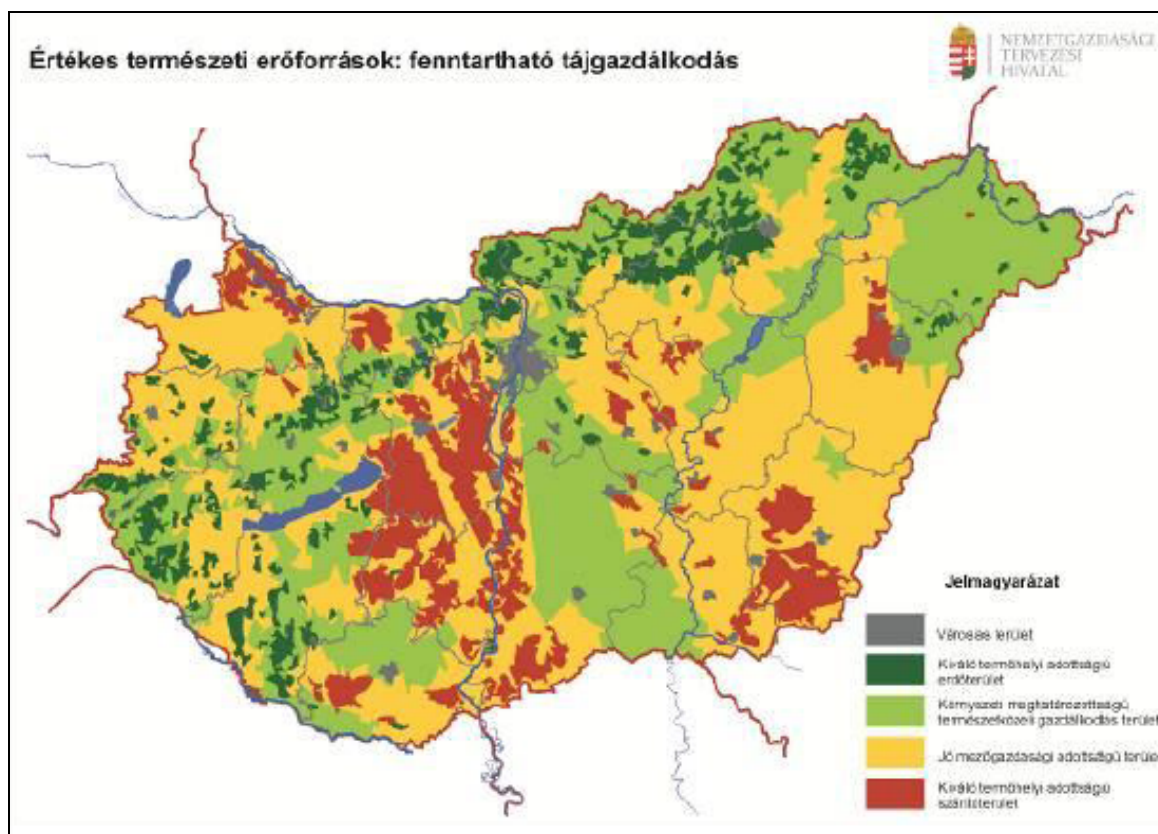 Értékes természeti erőforrások: fenntartható tájgazdálkodás
NEMZETGAZDASÁGI
TERVEZÉSI
HIVATAL
Jelmagyarázat
Városias terület
Kiváló termőhelyi adottságú
erdőterület
Környezeti meghatározottságú
természetközeli gazdálkodás terület
Jó mezőgazdasági adottságú terület
Kiváló termőhelyi adottságú
szántóterület